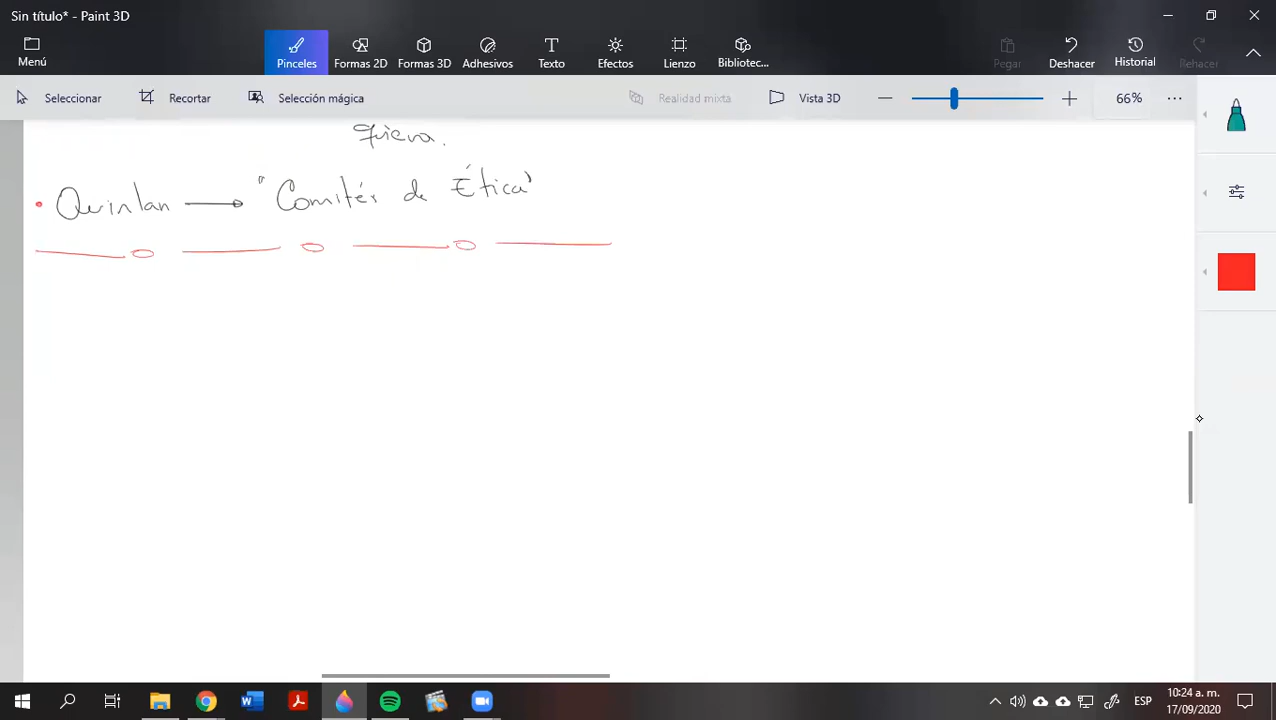 Sin título* - Paint 3D
Menú
Pinceles
Formas 2D
Formas 3D
Adhesivos
Texto
Efectos
Lienzo
Bibliotec...
Pegar
Deshacer
Historial
Rehacer
Seleccionar
Recortar
Selección mágica
Realidad mixta
Vista 3D
66%
quiera.
• Quinlan → "Comités de Ética"
ESP
10:24 a. m.
17/09/2020